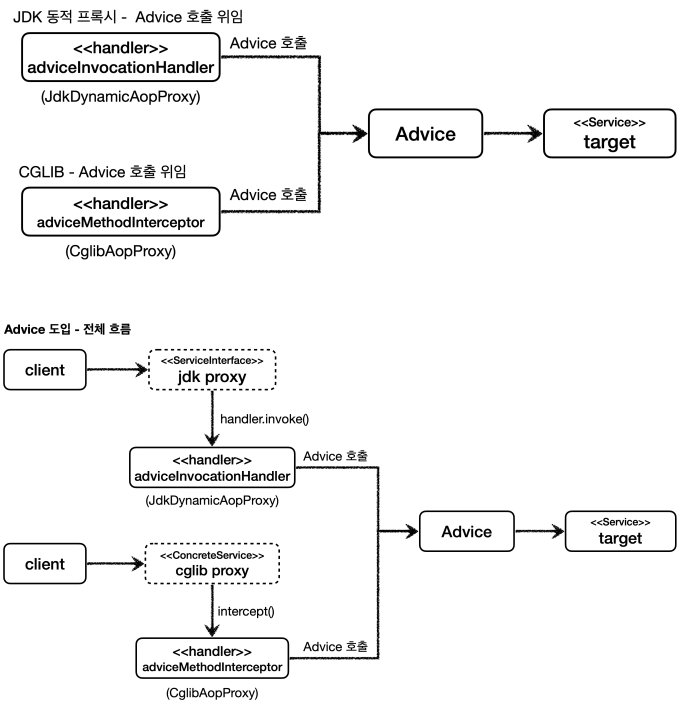 JDK 동적 프록시 - Advice 호출 위임
<<handler>>
adviceInvocationHandler
(JdkDynamicAopProxy)
Advice 호출
CGLIB - Advice 호출 위임
<<handler>>
adviceMethodInterceptor
(CglibAopProxy)
Advice 호출
Advice
<<Service>>
target
Advice 도입 - 전체 흐름
client
<<ServiceInterface>>
jdk proxy
handler.invoke()
<<handler>>
adviceInvocationHandler
(JdkDynamicAopProxy)
Advice 호출
client
<<ConcreteService>>
cglib proxy
intercept()
<<handler>>
adviceMethodInterceptor
(CglibAopProxy)
Advice 호출
Advice
<<Service>>
target